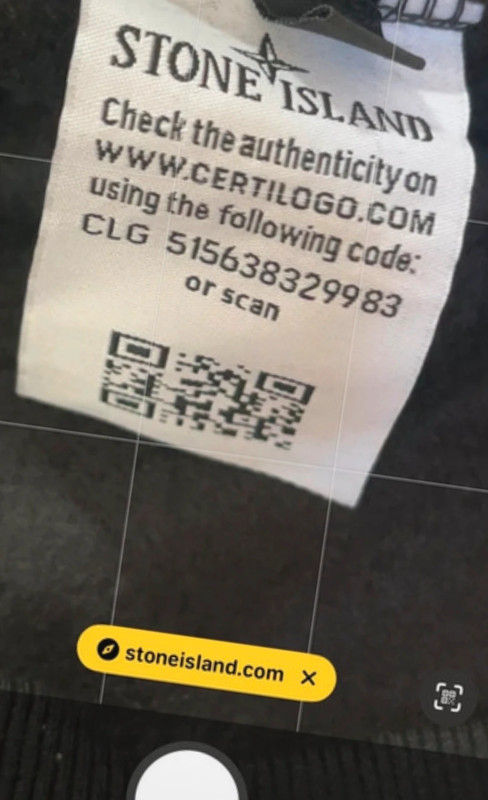 STONE ISLAND
Check the authenticity on
WWW.CERTILOGO.COM
using the following code:
CLG 515638329983
or scan
stoneisland.com